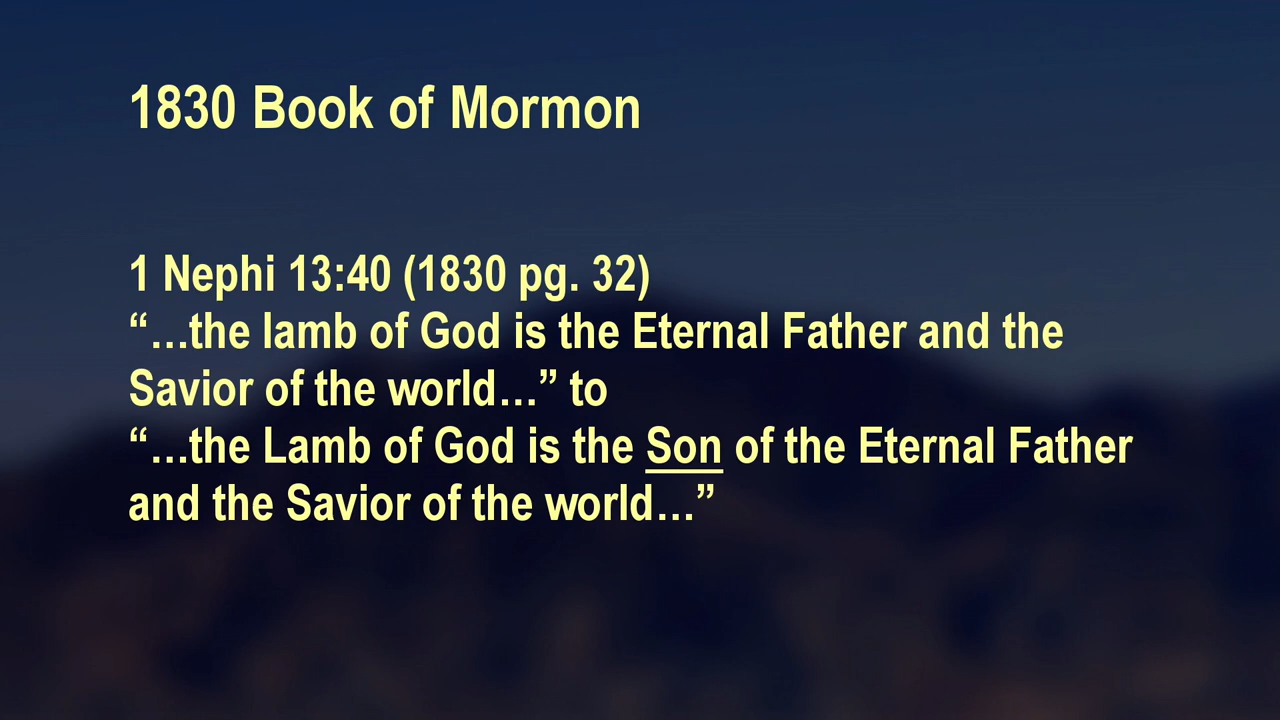 1830 Book of Mormon
1 Nephi 13:40 (1830 pg. 32)
“…the lamb of God is the Eternal Father and the
Savior of the world…” to
“…the Lamb of God is the Son of the Eternal Father
and the Savior of the world…”